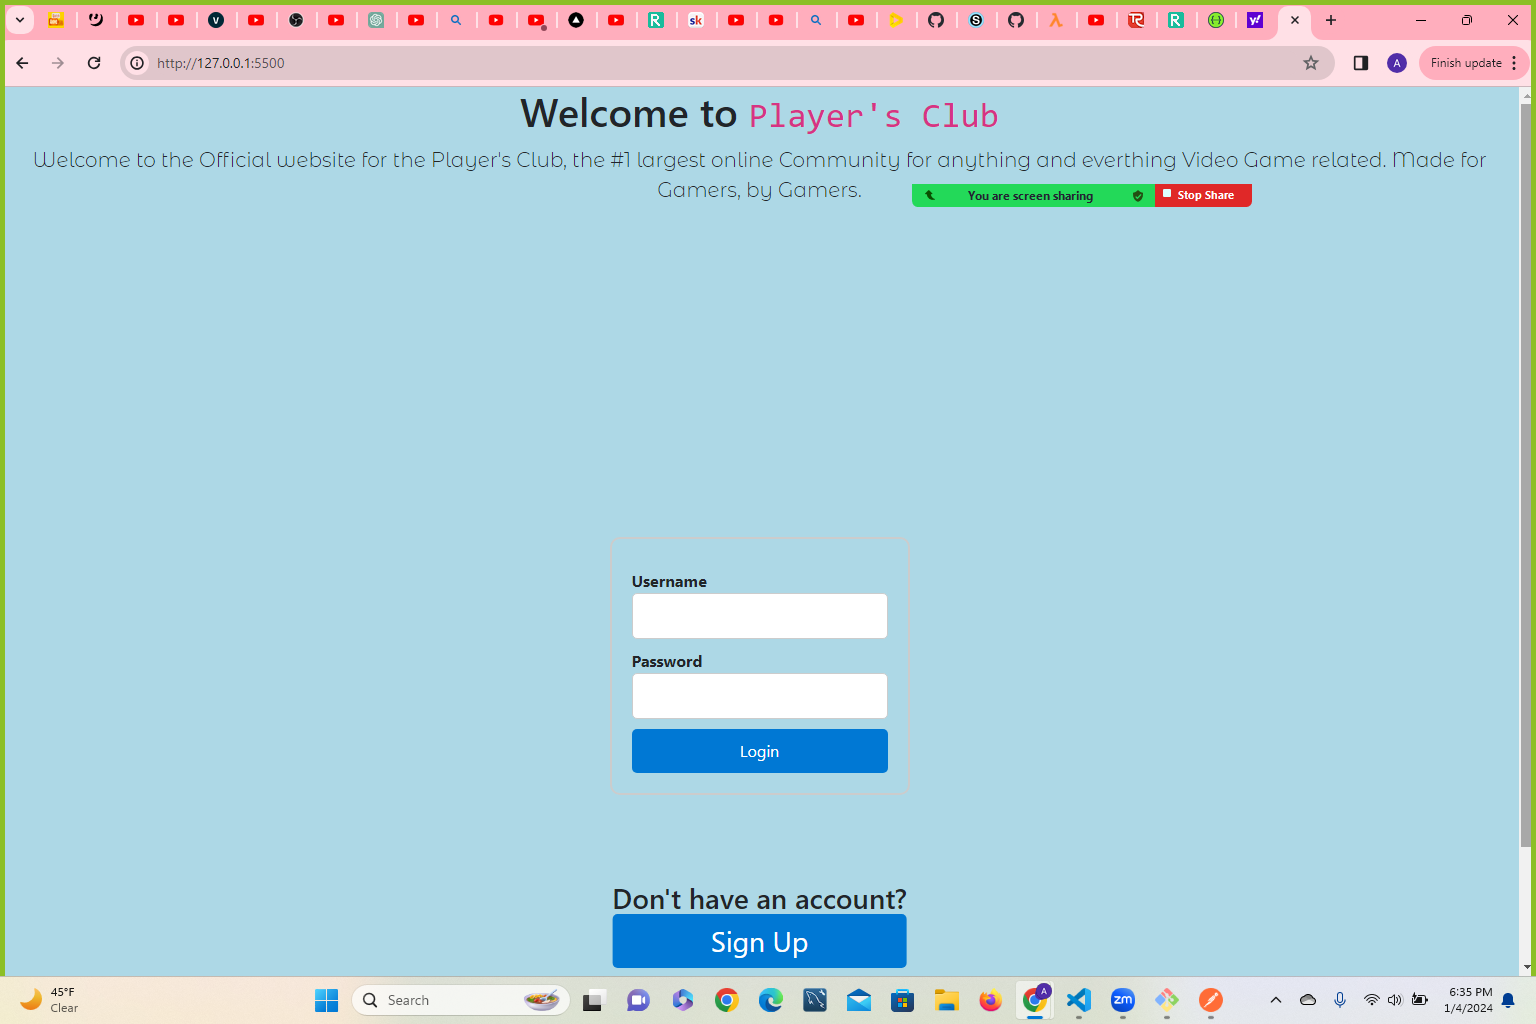 V
R
sk
S
R
R
y!
http://127.0.0.1:5500
A
Finish update
Welcome to Player's Club
Welcome to the Official website for the Player's Club, the #1 largest online Community for anything and everthing Video Game related. Made for
Gamers, by Gamers.
You are screen sharing
Stop Share
Username
Password
Login
Don't have an account?
Sign Up
45°F
Clear
Search
A
zm
6:35 PM
1/4/2024